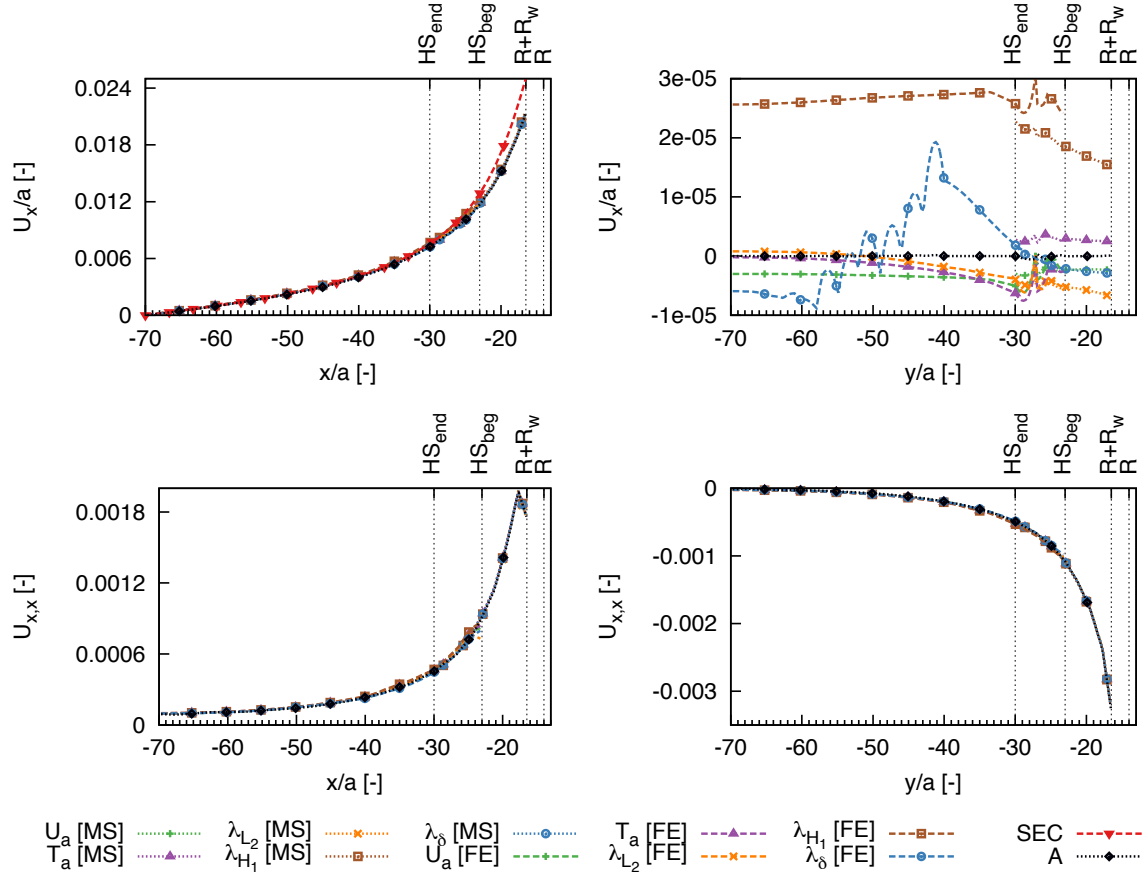 HS_end HS_beg R+R_w R
0.024
0.018
0.012
0.006
0
U_x/a [-]
-70 -60 -50 -40 -30 -20
x/a [-]
HS_end HS_beg R+R_w R
3e-05
2e-05
1e-05
0
-1e-05
U_x/a [-]
-70 -60 -50 -40 -30 -20
y/a [-]
HS_end HS_beg R+R_w R
0.0018
0.0012
0.0006
0
U_x,x [-]
-70 -60 -50 -40 -30 -20
x/a [-]
HS_end HS_beg R+R_w R
0
-0.001
-0.002
-0.003
U_x,x [-]
-70 -60 -50 -40 -30 -20
y/a [-]
U_a [MS] λ_L2 [MS] λ_δ [MS] T_a [FE] λ_H1 [FE] SEC
T_a [MS] λ_H1 [MS] U_a [FE] λ_L2 [FE] λ_δ [FE] A